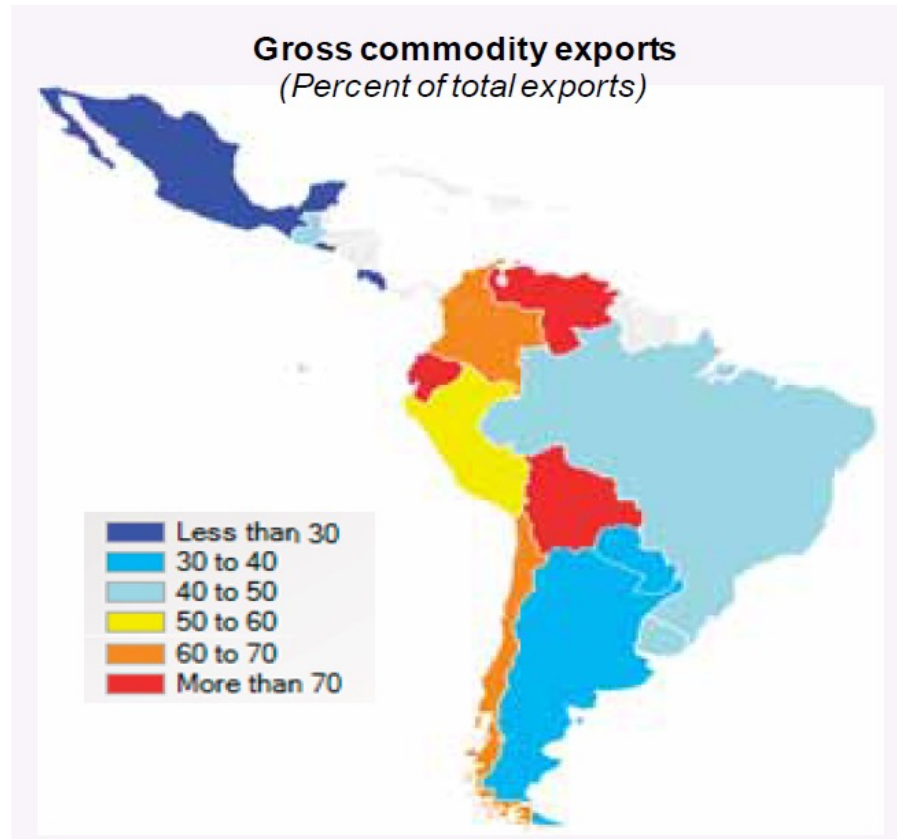 Gross commodity exports
(Percent of total exports)
Less than 30
30 to 40
40 to 50
50 to 60
60 to 70
More than 70